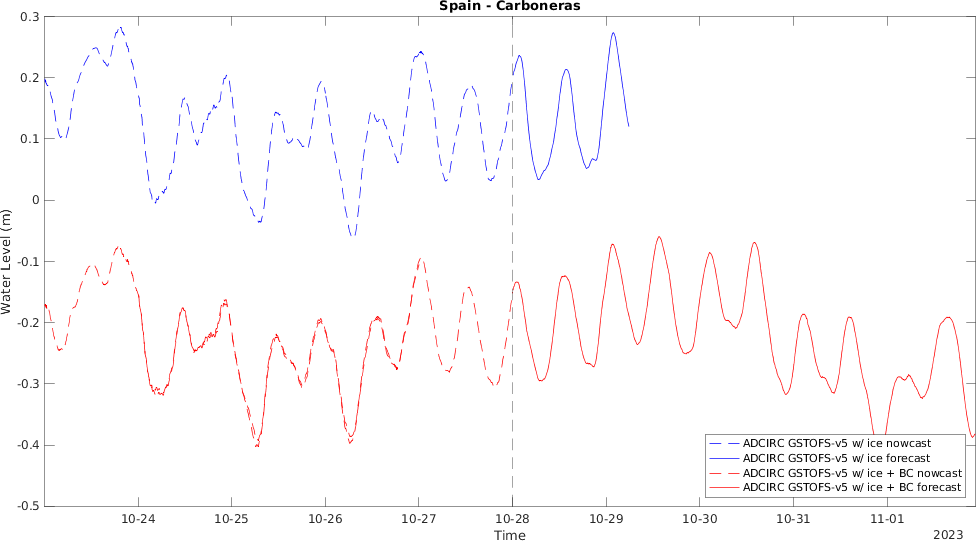 Spain - Carboneras
0.3
0.2
0.1
0
-0.1
-0.2
-0.3
-0.4
-0.5
Water Level (m)
10-24 10-25 10-26 10-27 10-28 10-29 10-30 10-31 11-01
Time
2023
ADCIRC GSTOFS-v5 w/ ice nowcast
ADCIRC GSTOFS-v5 w/ ice forecast
ADCIRC GSTOFS-v5 w/ ice + BC nowcast
ADCIRC GSTOFS-v5 w/ ice + BC forecast